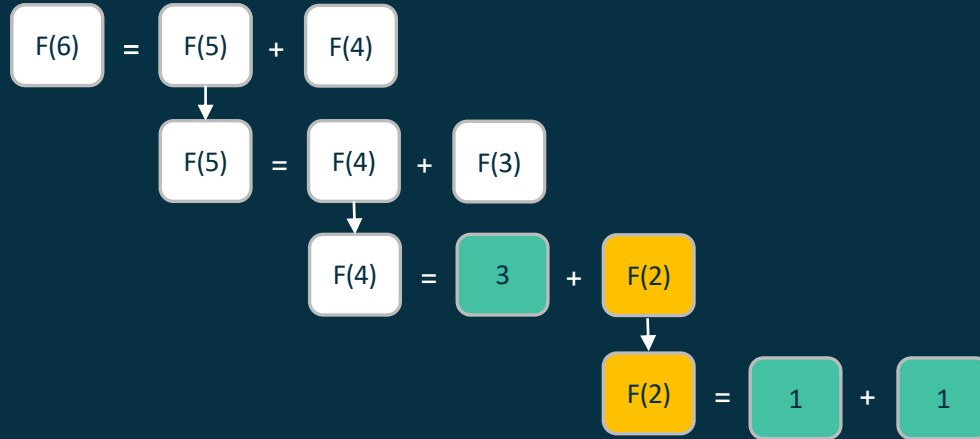 F(6) = F(5) + F(4)
F(5) = F(4) + F(3)
F(4) = 3 + F(2)
F(2) = 1 + 1